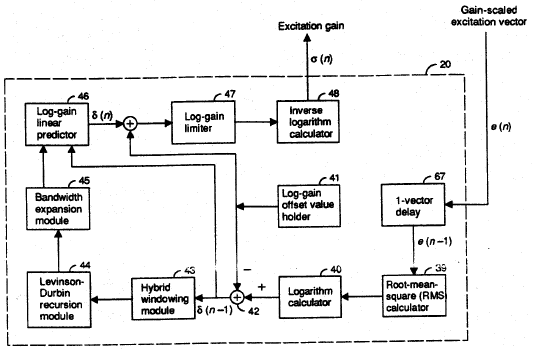 Gain-scaled
excitation vector
Excitation gain
σ (n)
20
46
Log-gain
linear
predictor
δ (n)
+
47
Log-gain
limiter
48
Inverse
logarithm
calculator
e (n)
45
Bandwidth
expansion
module
41
Log-gain
offset value
holder
67
1-vector
delay
e (n–1)
44
Levinson-
Durbin
recursion
module
43
Hybrid
windowing
module
δ (n–1)
–
+
+
42
40
Logarithm
calculator
39
Root-mean-
square (RMS)
calculator